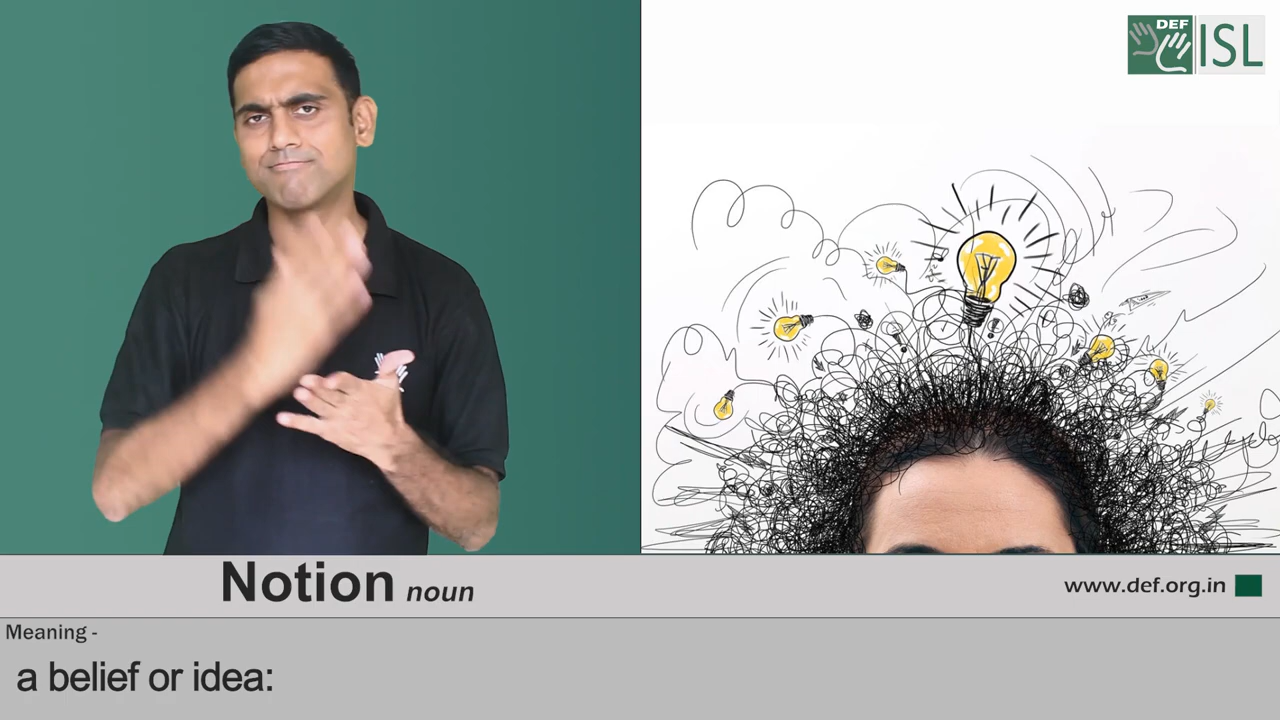 DEF
ISL
Notion noun
www.def.org.in
Meaning -
a belief or idea: